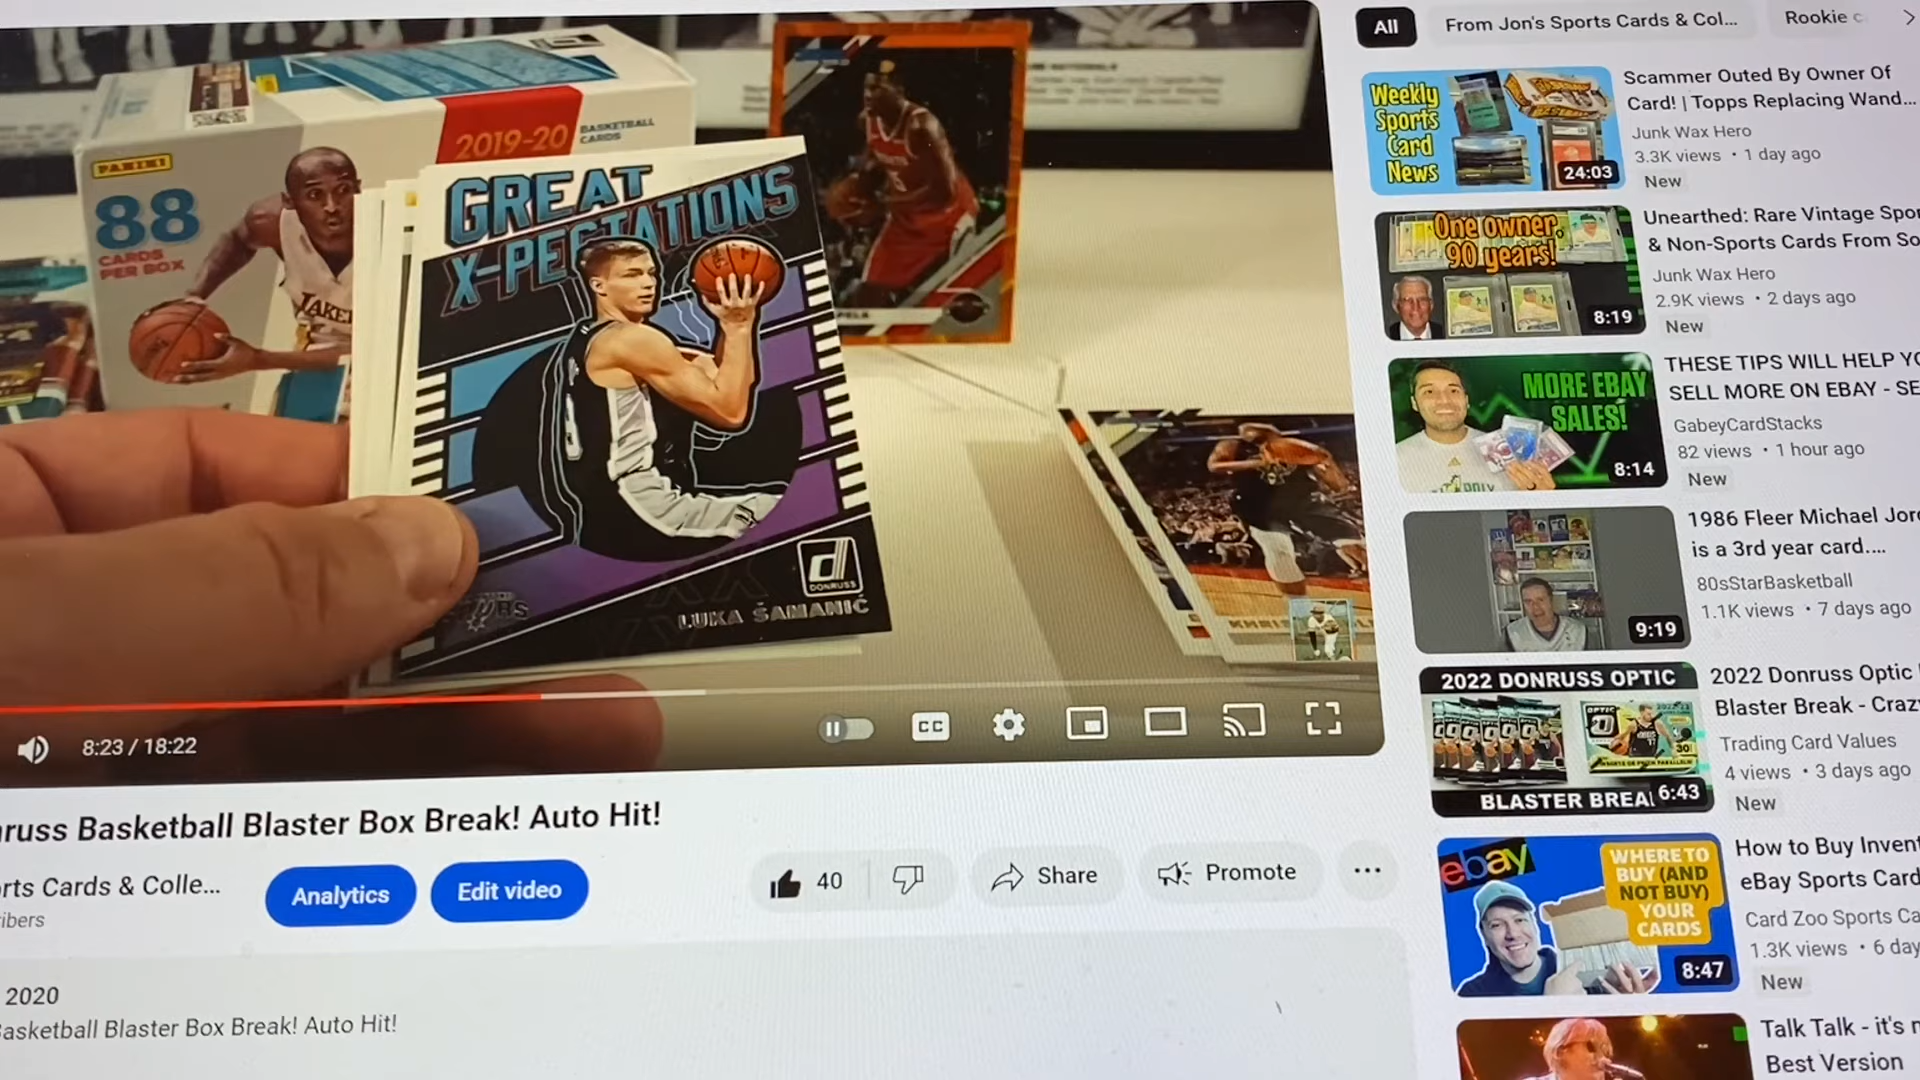 PANINI
88
CARDS
PER BOX
2019-20
BASKETBALL
CARDS
LAKE
GREAT
X-PECTATIONS
SPURS
DONRUSS
LUKA ŠAMANIĆ
PELA
KHRIS
8:23 / 18:22
CC
russ Basketball Blaster Box Break! Auto Hit!
rts Cards & Colle...
ibers
Analytics
Edit video
40
Share
Promote
2020
Basketball Blaster Box Break! Auto Hit!
All
From Jon's Sports Cards & Col...
Rookie c
Weekly
Sports
Card
News
24:03
Scammer Outed By Owner Of
Card! | Topps Replacing Wand...
Junk Wax Hero
3.3K views • 1 day ago
New
One owner,
90 years!
8:19
Unearthed: Rare Vintage Spor
& Non-Sports Cards From So
Junk Wax Hero
2.9K views • 2 days ago
New
MORE EBAY
SALES!
8:14
THESE TIPS WILL HELP YO
SELL MORE ON EBAY - SE
GabeyCardStacks
82 views • 1 hour ago
New
9:19
1986 Fleer Michael Jor
is a 3rd year card....
80sStarBasketball
1.1K views • 7 days ago
2022 DONRUSS OPTIC
BLASTER BREA
6:43
2022 Donruss Optic
Blaster Break - Craz
Trading Card Values
4 views • 3 days ago
New
ebay
WHERE TO
BUY (AND
NOT BUY)
YOUR
CARDS
8:47
How to Buy Invent
eBay Sports Card
Card Zoo Sports Ca
1.3K views • 6 day
New
Talk Talk - it's m
Best Version